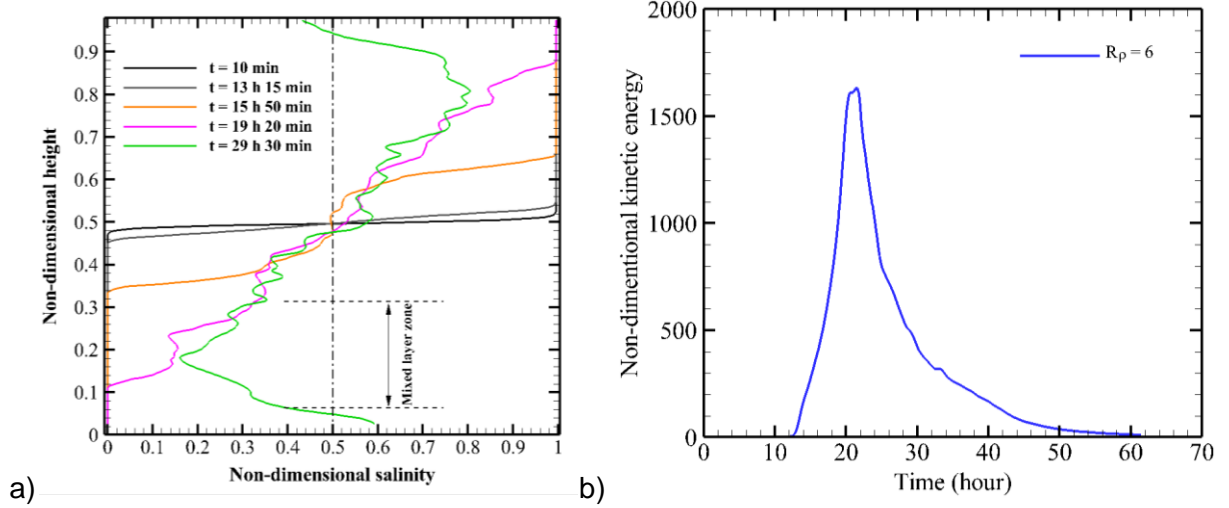 Non-dimensional height
0.9
0.8
0.7
0.6
0.5
0.4
0.3
0.2
0.1
0
t = 10 min
t = 13 h 15 min
t = 15 h 50 min
t = 19 h 20 min
t = 29 h 30 min
Mixed layer zone
0 0.1 0.2 0.3 0.4 0.5 0.6 0.7 0.8 0.9 1
Non-dimensional salinity
a)
Non-dimentional kinetic energy
2000
1500
1000
500
0
Rρ = 6
0 10 20 30 40 50 60 70
Time (hour)
b)